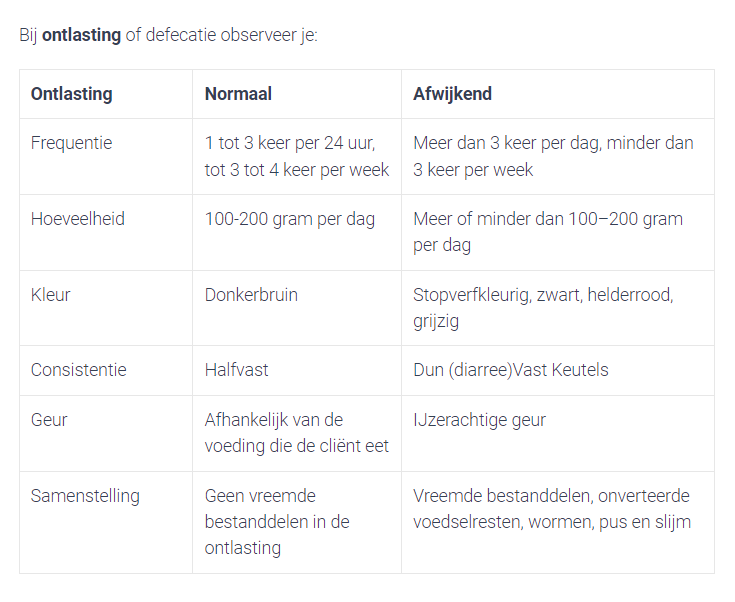 Bij ontlasting of defecatie observeer je:
Ontlasting Normaal Afwijkend
Frequentie 1 tot 3 keer per 24 uur, Meer dan 3 keer per dag, minder dan
tot 3 tot 4 keer per week 3 keer per week
Hoeveelheid 100-200 gram per dag Meer of minder dan 100–200 gram
per dag
Kleur Donkerbruin Stopverfkleurig, zwart, helderrood,
grijzig
Consistentie Halfvast Dun (diarree)Vast Keutels
Geur Afhankelijk van de IJzerachtige geur
voeding die de cliënt eet
Samenstelling Geen vreemde Vreemde bestanddelen, onverteerde
bestanddelen in de voedselresten, wormen, pus en slijm
ontlasting